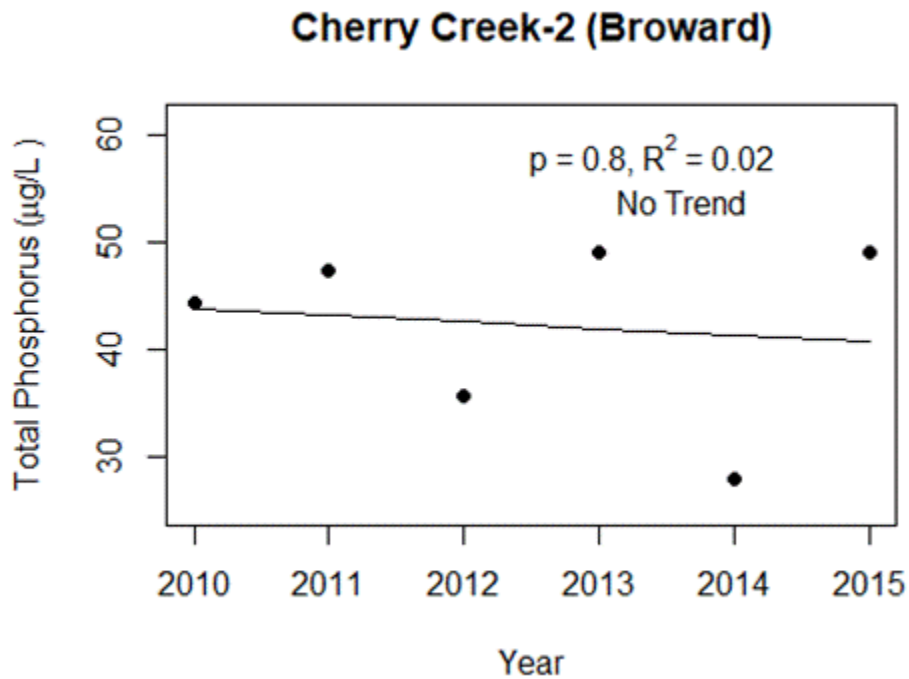 Cherry Creek-2 (Broward)
p = 0.8, R² = 0.02
No Trend
Total Phosphorus (µg/L )
60
50
40
30
2010 2011 2012 2013 2014 2015
Year